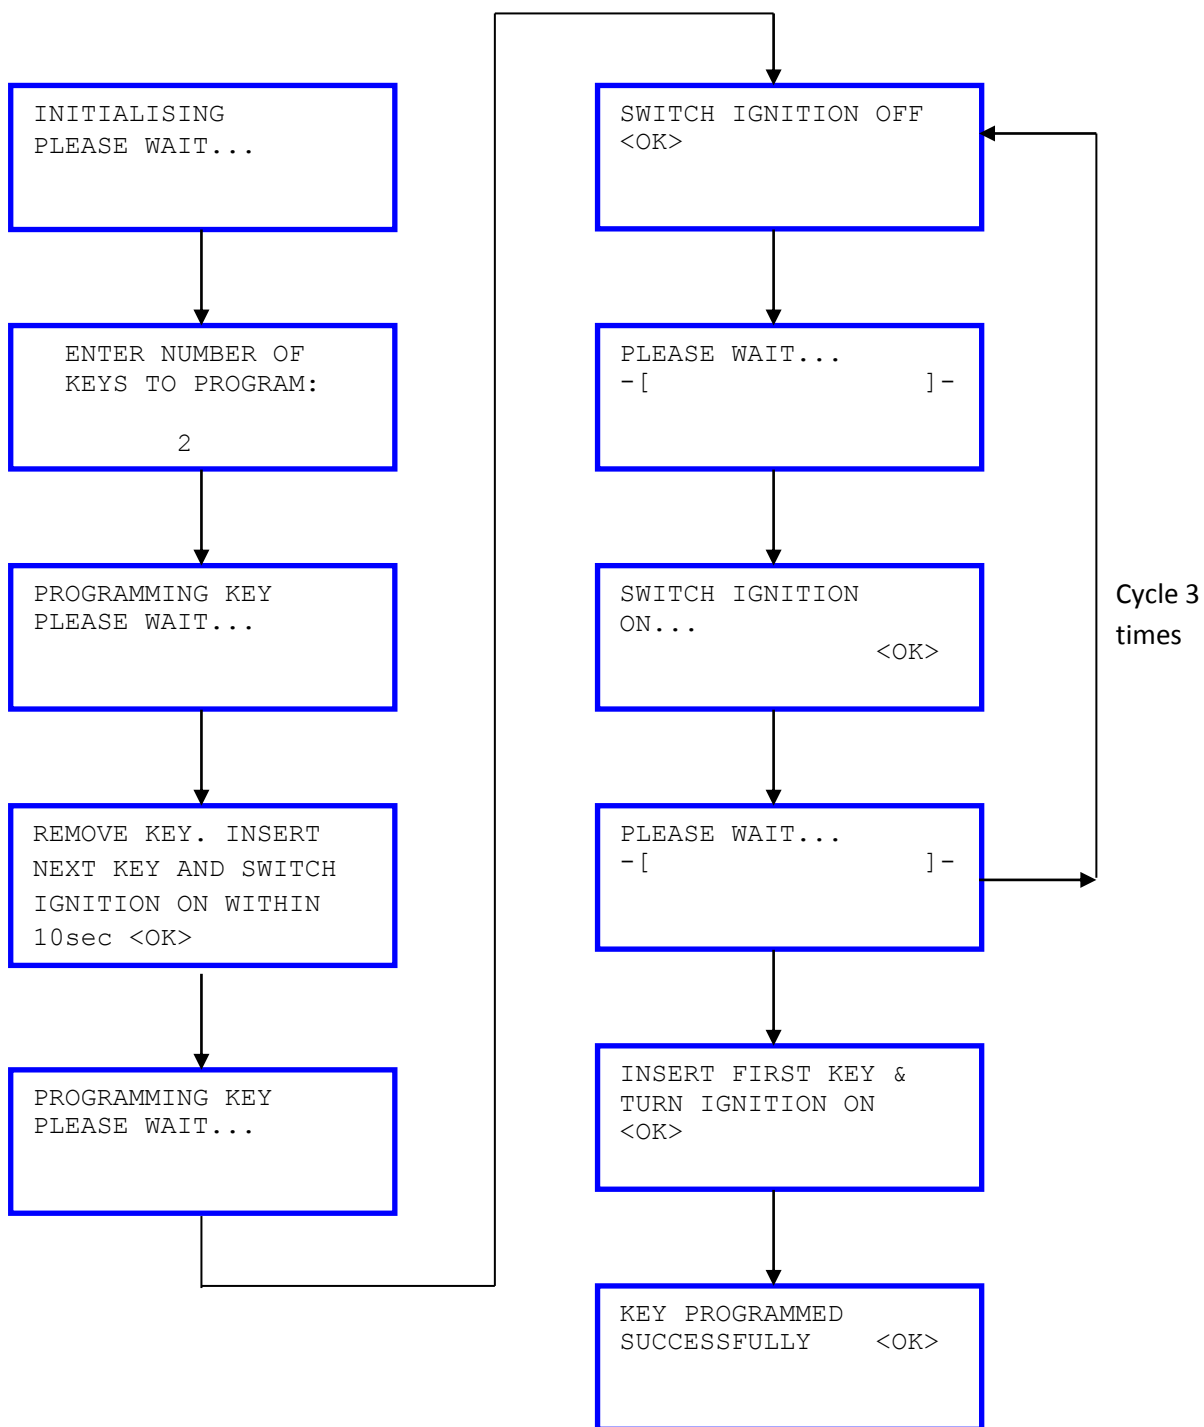 INITIALISING
PLEASE WAIT...
ENTER NUMBER OF
KEYS TO PROGRAM:
2
PROGRAMMING KEY
PLEASE WAIT...
REMOVE KEY. INSERT
NEXT KEY AND SWITCH
IGNITION ON WITHIN
10sec <OK>
PROGRAMMING KEY
PLEASE WAIT...
SWITCH IGNITION OFF
<OK>
PLEASE WAIT...
-[ ]-
SWITCH IGNITION
ON...
<OK>
PLEASE WAIT...
-[ ]-
Cycle 3
times
INSERT FIRST KEY &
TURN IGNITION ON
<OK>
KEY PROGRAMMED
SUCCESSFULLY <OK>